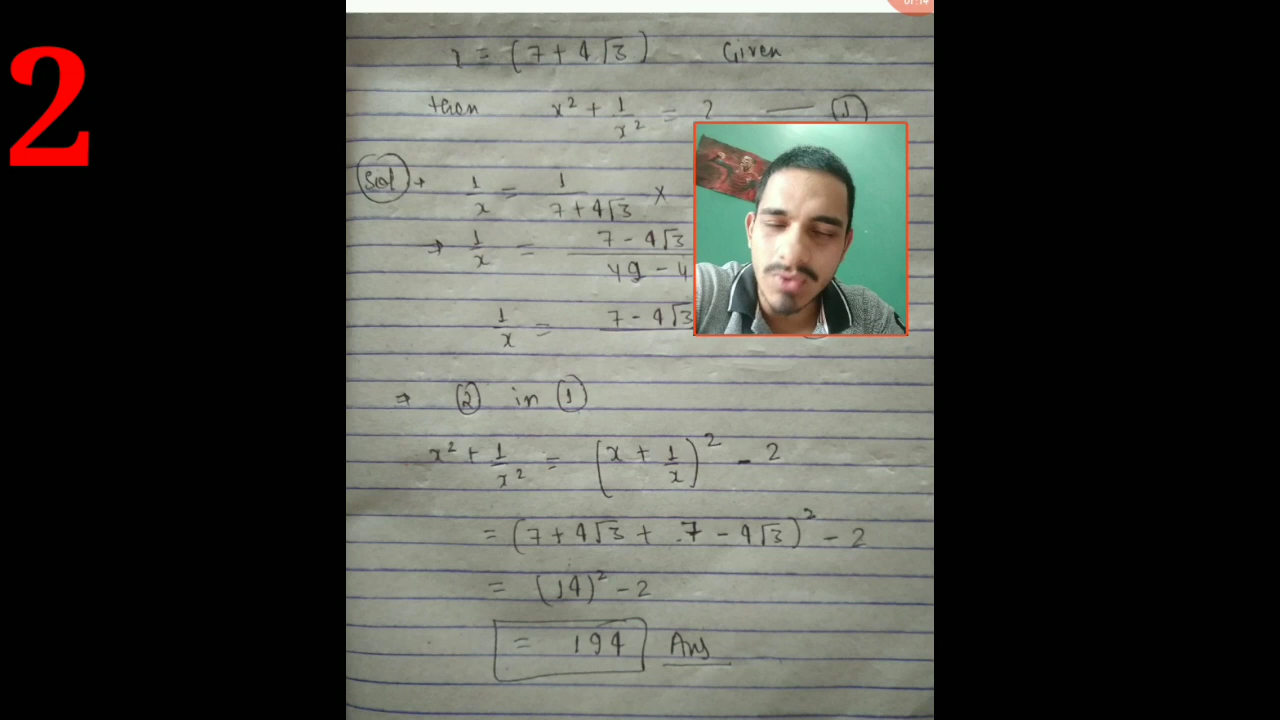 2
01:14
x = (7 + 4√3) Given
then x² + 1/x² = ? — ①
Sol → 1/x = 1/(7 + 4√3) ×
⇒ 1/x = 7 - 4√3 / 49 - 4
1/x = 7 - 4√3
⇒ ② in ①
x² + 1/x² = (x + 1/x)² - 2
= (7 + 4√3 + 7 - 4√3)² - 2
= (14)² - 2
= 194 Ans